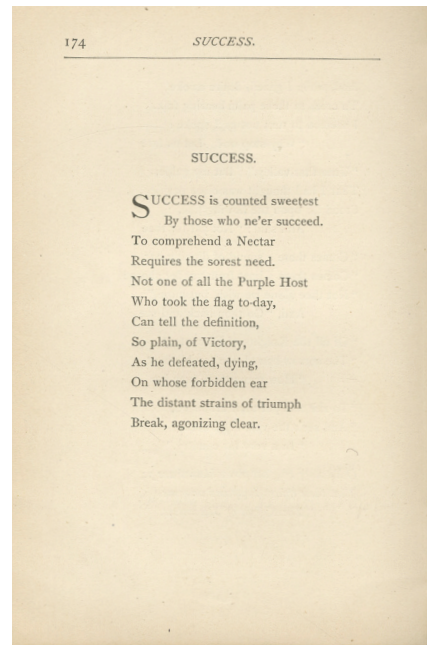 174 SUCCESS.
SUCCESS.
SUCCESS is counted sweetest
By those who ne'er succeed.
To comprehend a Nectar
Requires the sorest need.
Not one of all the Purple Host
Who took the flag to-day,
Can tell the definition,
So plain, of Victory,
As he defeated, dying,
On whose forbidden ear
The distant strains of triumph
Break, agonizing clear.